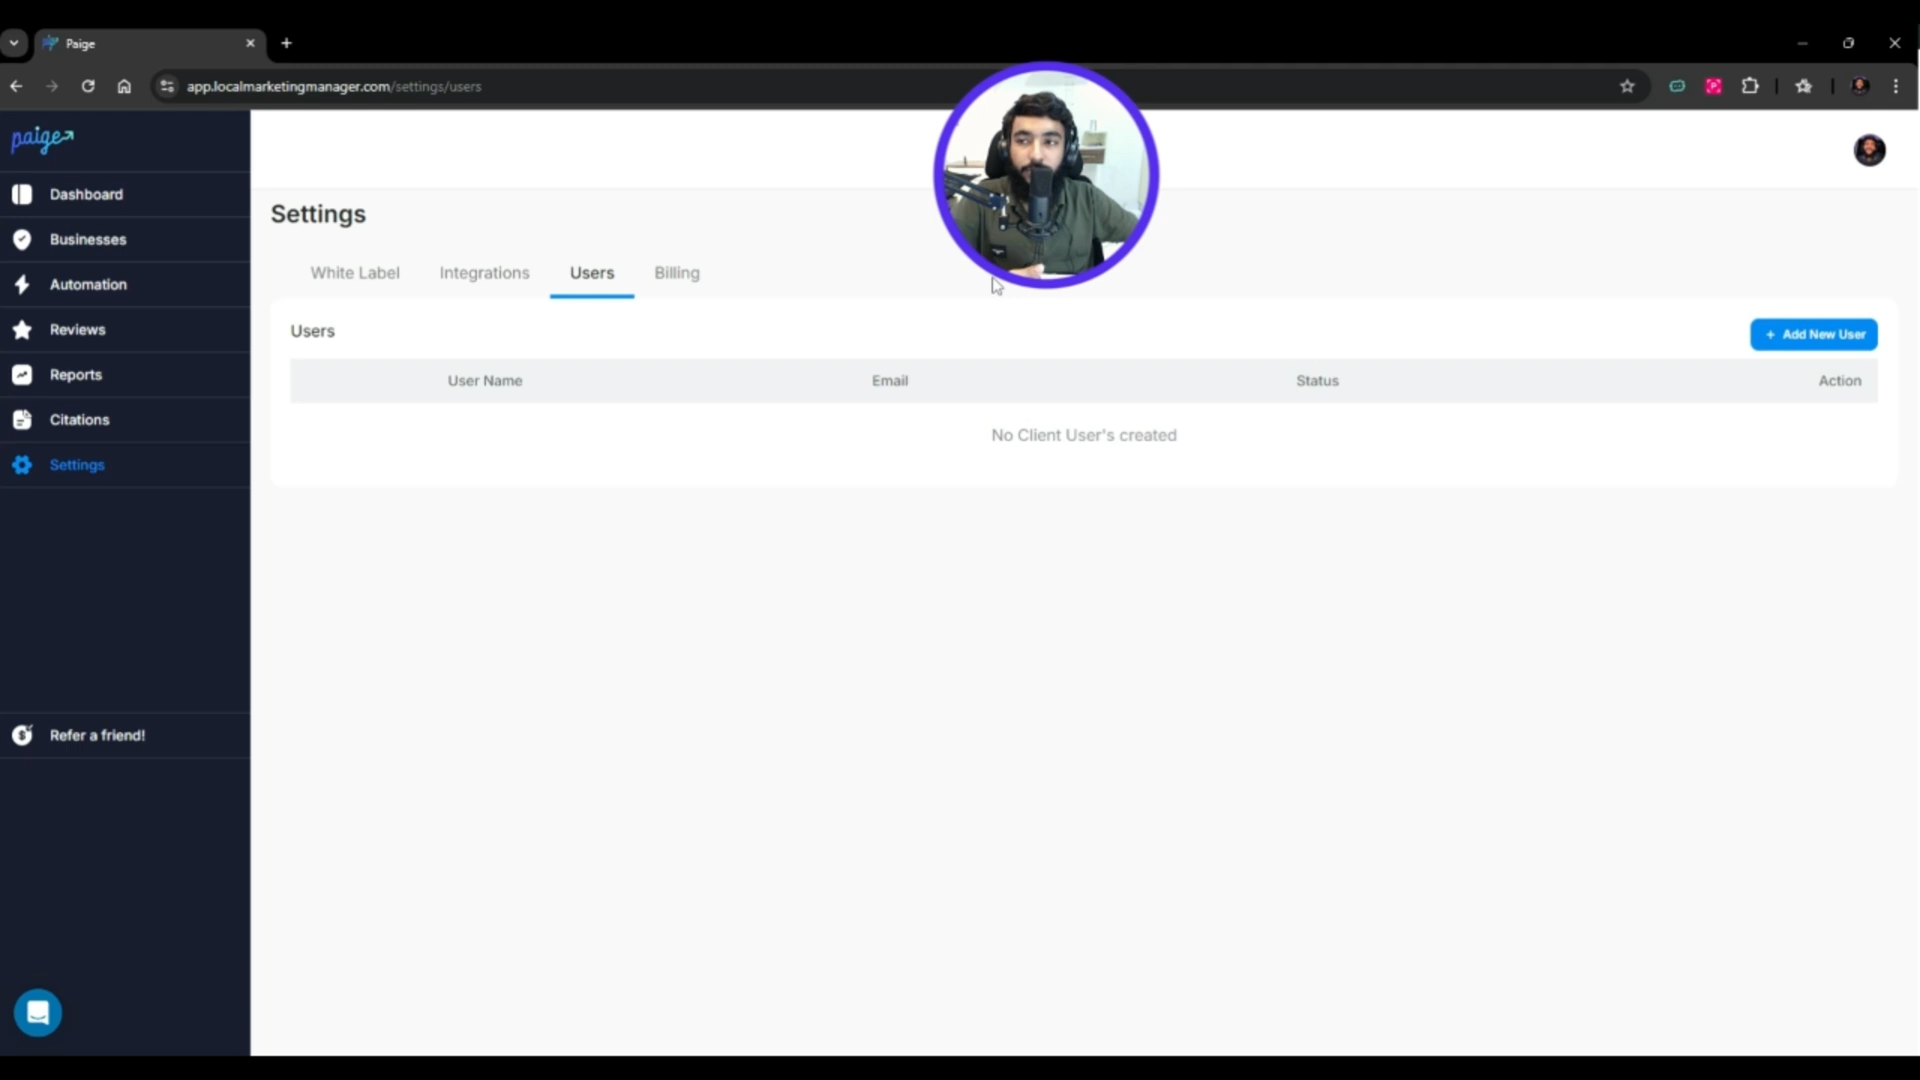 Paige
app.localmarketingmanager.com/settings/users
paige
Dashboard
Businesses
Automation
Reviews
Reports
Citations
Settings
Refer a friend!
Settings
White Label Integrations Users Billing
Users
+ Add New User
User Name Email Status Action
No Client User's created